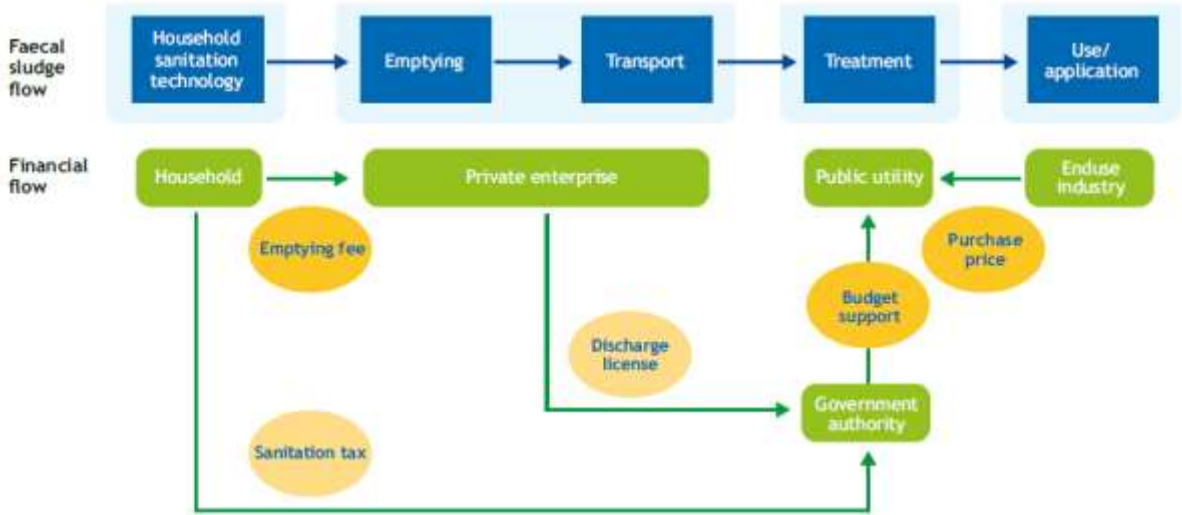 Faecal
sludge
flow
Household
sanitation
technology
Emptying
Transport
Treatment
Use/
application
Financial
flow
Household
Private enterprise
Public utility
Enduse
industry
Emptying fee
Purchase
price
Budget
support
Discharge
license
Government
authority
Sanitation tax